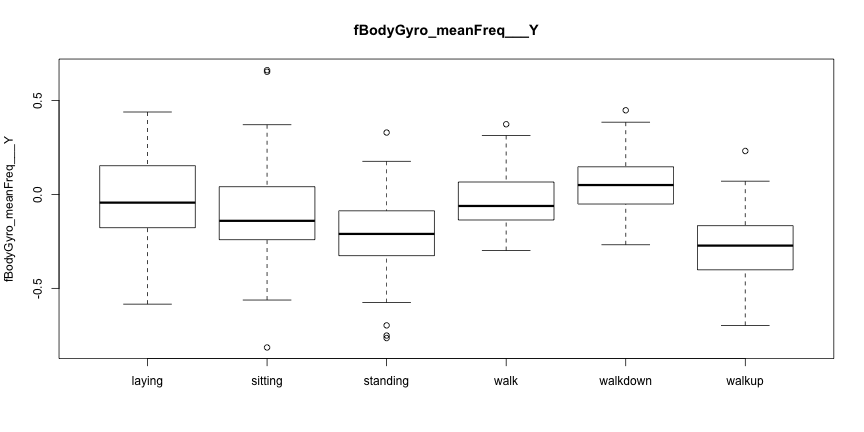 fBodyGyro_meanFreq___Y
fBodyGyro_meanFreq___Y
0.5
0.0
-0.5
laying sitting standing walk walkdown walkup